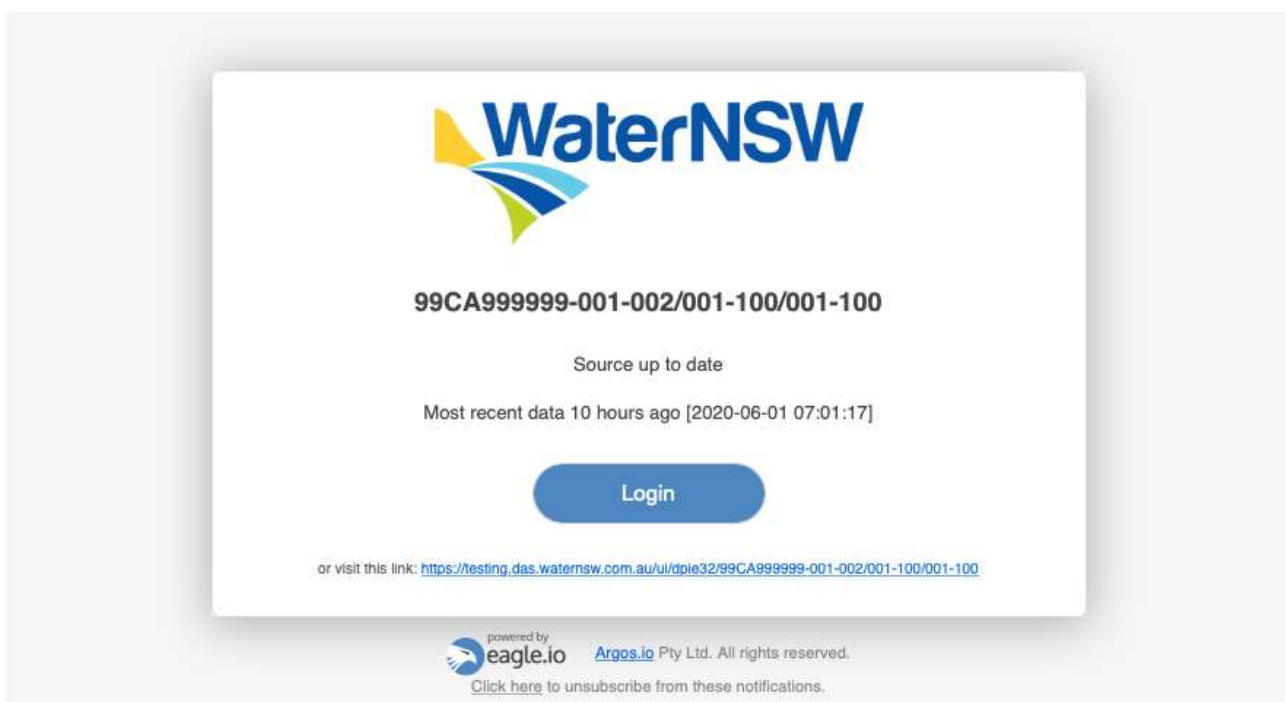 WaterNSW
99CA999999-001-002/001-100/001-100
Source up to date
Most recent data 10 hours ago [2020-06-01 07:01:17]
Login
or visit this link: https://testing.das.waternsw.com.au/ui/dpie32/99CA999999-001-002/001-100/001-100
powered by
eagle.io Argos.io Pty Ltd. All rights reserved.
Click here to unsubscribe from these notifications.